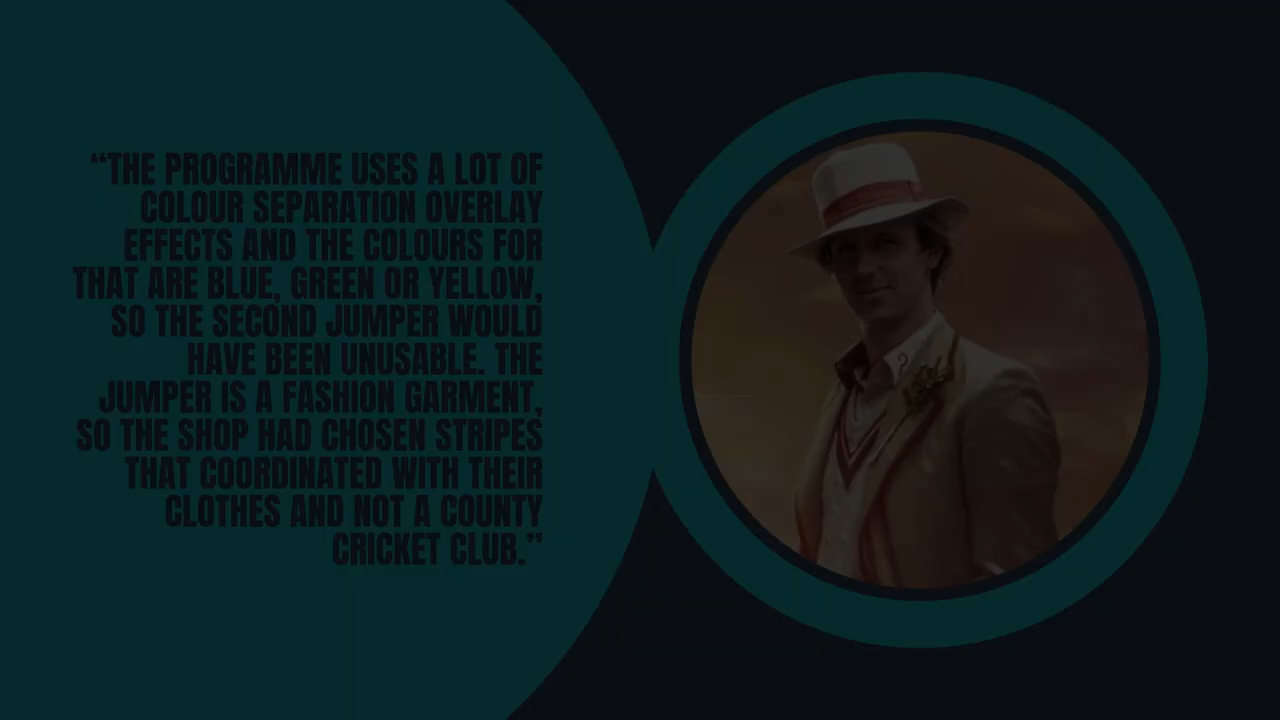 “THE PROGRAMME USES A LOT OF
COLOUR SEPARATION OVERLAY
EFFECTS AND THE COLOURS FOR
THAT ARE BLUE, GREEN OR YELLOW,
SO THE SECOND JUMPER WOULD
HAVE BEEN UNUSABLE. THE
JUMPER IS A FASHION GARMENT,
SO THE SHOP HAD CHOSEN STRIPES
THAT COORDINATED WITH THEIR
CLOTHES AND NOT A COUNTY
CRICKET CLUB.”
?